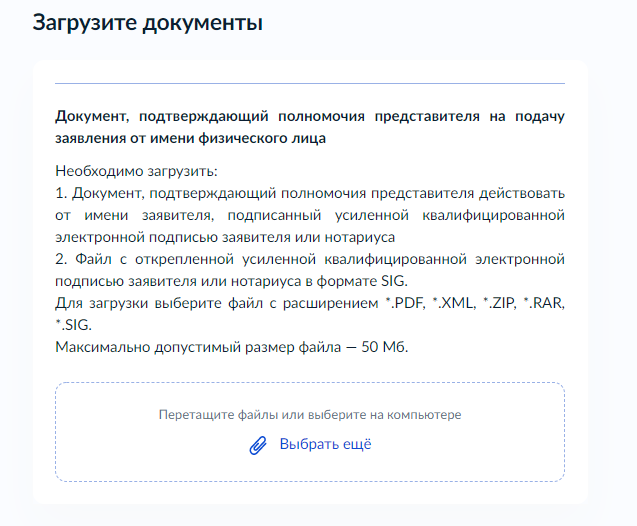 Загрузите документы
Документ, подтверждающий полномочия представителя на подачу
заявления от имени физического лица
Необходимо загрузить:
1. Документ, подтверждающий полномочия представителя действовать
от имени заявителя, подписанный усиленной квалифицированной
электронной подписью заявителя или нотариуса
2. Файл с открепленной усиленной квалифицированной электронной
подписью заявителя или нотариуса в формате SIG.
Для загрузки выберите файл с расширением *.PDF, *.XML, *.ZIP, *.RAR,
*.SIG.
Максимально допустимый размер файла — 50 Мб.
Перетащите файлы или выберите на компьютере
Выбрать ещё